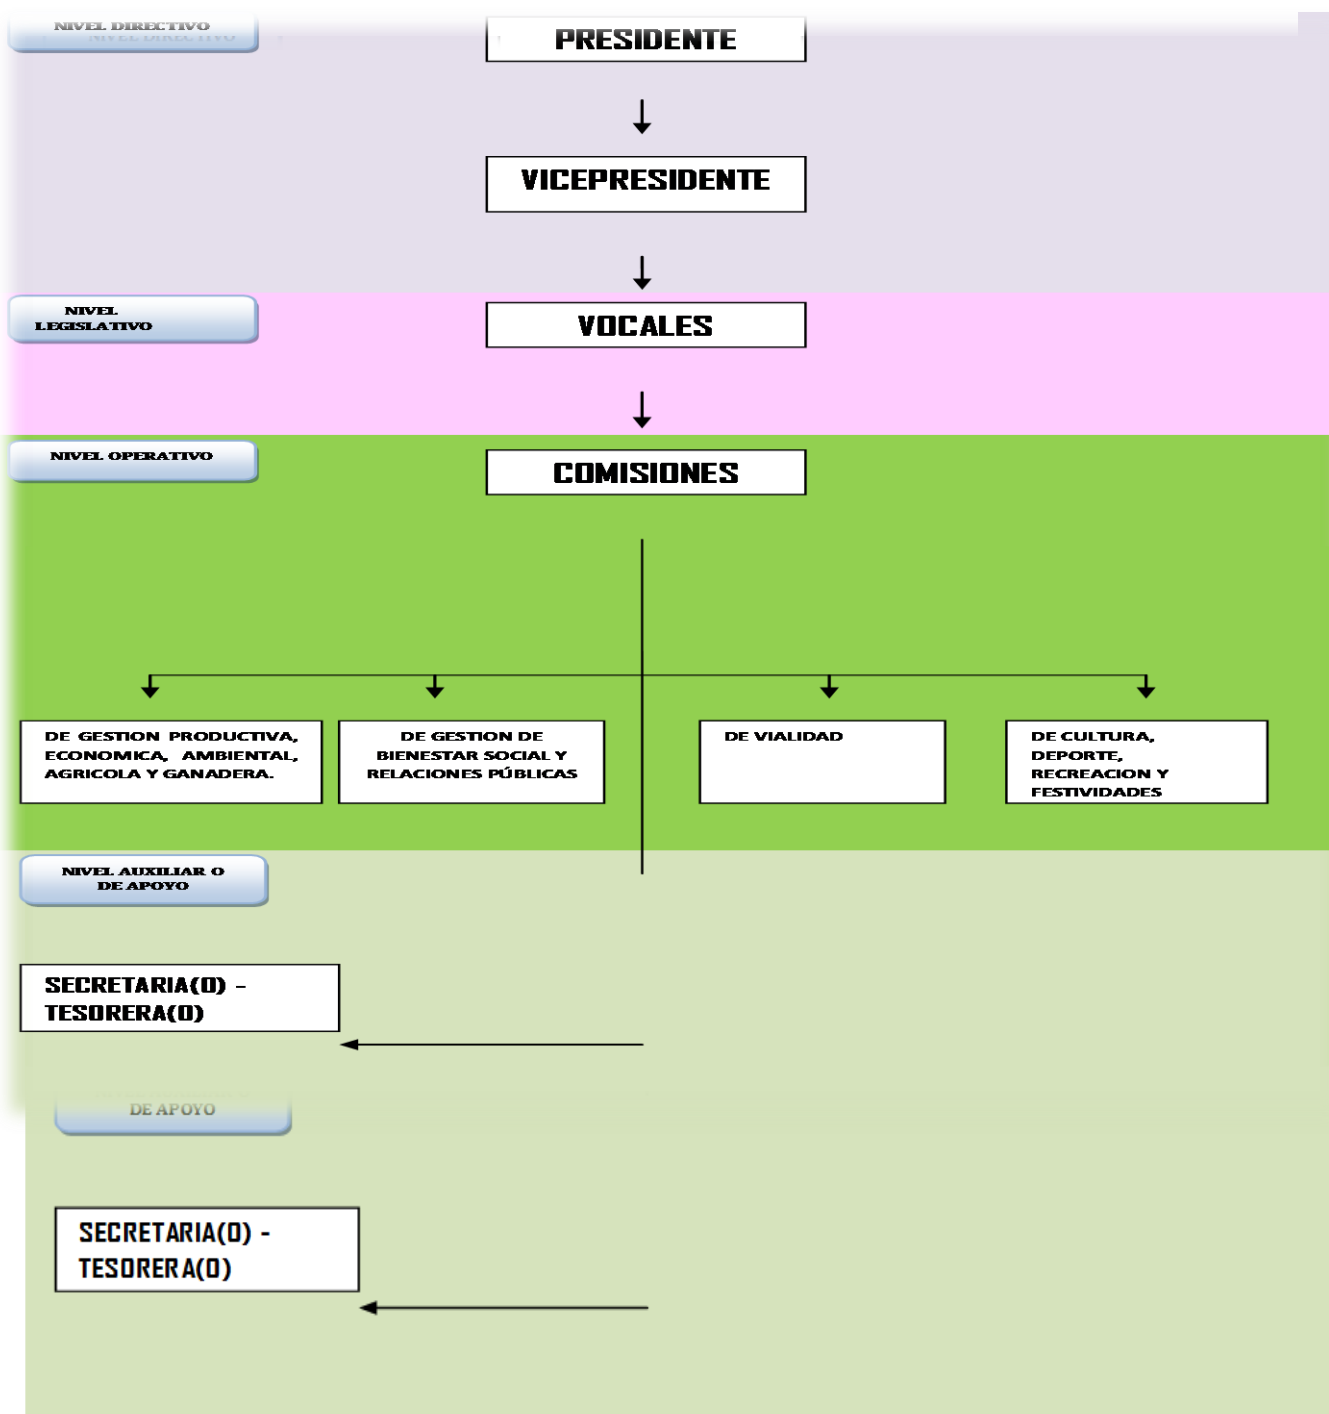 NIVEL DIRECTIVO
NIVEL DIRECTIVO
PRESIDENTE
VICEPRESIDENTE
NIVEL
LEGISLATIVO
VOCALES
NIVEL OPERATIVO
COMISIONES
DE GESTION PRODUCTIVA,
ECONOMICA, AMBIENTAL,
AGRICOLA Y GANADERA.
DE GESTION DE
BIENESTAR SOCIAL Y
RELACIONES PÚBLICAS
DE VIALIDAD
DE CULTURA,
DEPORTE,
RECREACION Y
FESTIVIDADES
NIVEL AUXILIAR O
DE APOYO
SECRETARIA(O) -
TESORERA(O)
DE APOYO
SECRETARIA(O) -
TESORERA(O)